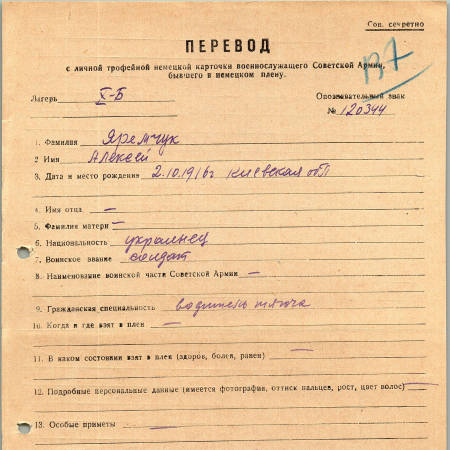 Сов. секретно
ПЕРЕВОД
с личной трофейной немецкой карточки военнослужащего Советской Армии,
бывшего в немецком плену.
137
Лагерь X-Б
Опознавательный знак
№ 120344
1. Фамилия Яремчук
2 Имя Алексей
3. Дата и место рождения 2.10.1916г Киевская обл
4. Имя отца —
5. Фамилия матери —
6. Национальность украинец
7. Воинское звание солдат
8. Наименование воинской части Советской Армии —
9. Гражданская специальность водитель
10. Когда и где взят в плен —
11. В каком состоянии взят в плен (здоров, болен, ранен) —
12. Подробные персональные данные (имеется фотография, оттиск пальцев, рост, цвет волос) —
13. Особые приметы —